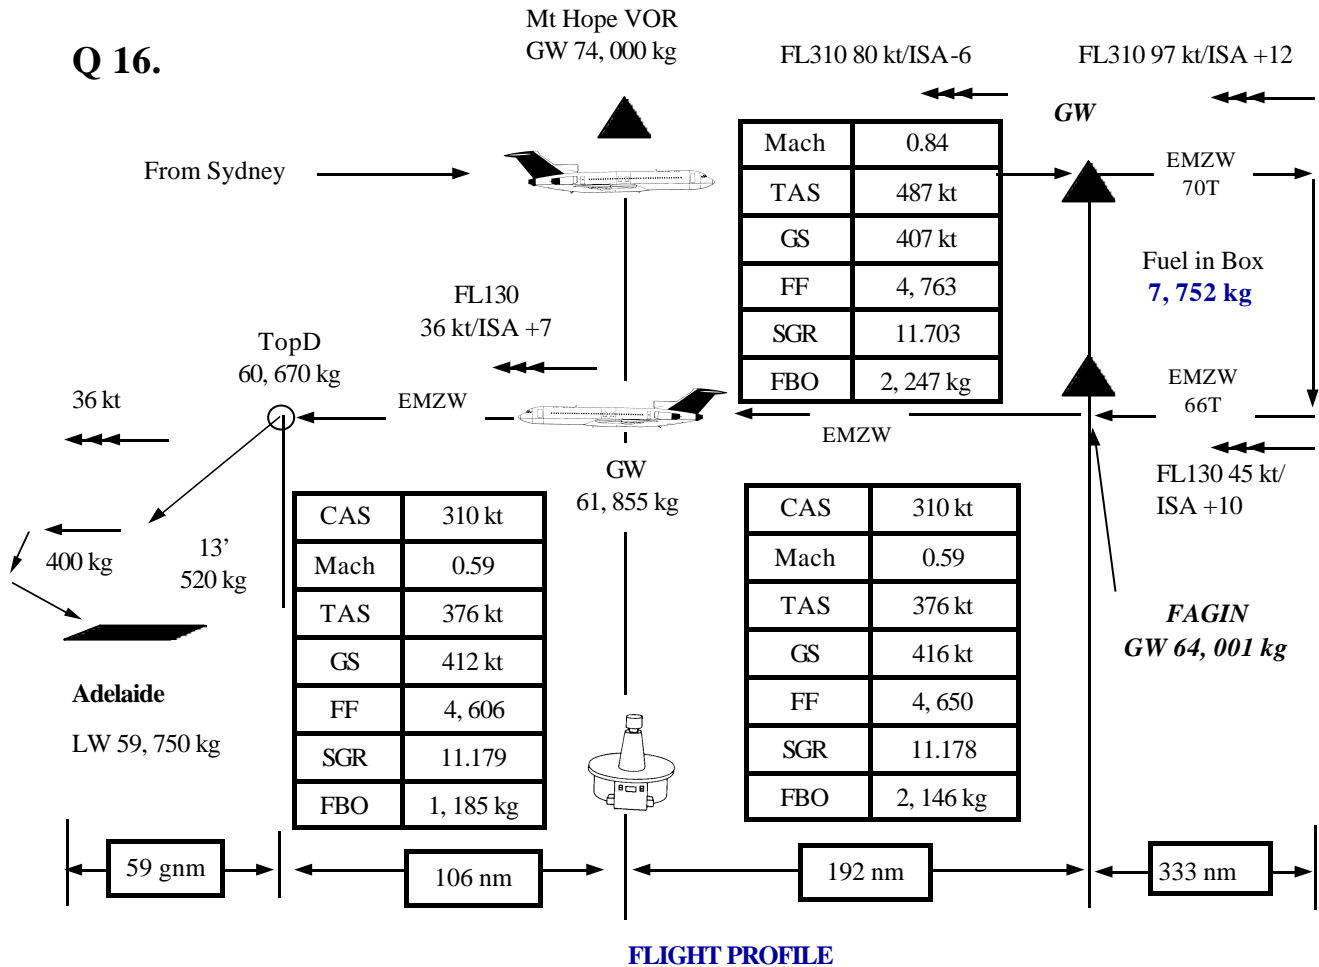 Q 16.
Mt Hope VOR
GW 74, 000 kg
FL310 80 kt/ISA-6
FL310 97 kt/ISA +12
GW
From Sydney
Mach 0.84
TAS 487 kt
GS 407 kt
FF 4, 763
SGR 11.703
FBO 2, 247 kg
EMZW
70T
Fuel in Box
7, 752 kg
FL130
36 kt/ISA +7
TopD
60, 670 kg
36 kt
EMZW
EMZW
EMZW
66T
GW
61, 855 kg
FL130 45 kt/
ISA +10
400 kg
13’
520 kg
CAS 310 kt
Mach 0.59
TAS 376 kt
GS 412 kt
FF 4, 606
SGR 11.179
FBO 1, 185 kg
CAS 310 kt
Mach 0.59
TAS 376 kt
GS 416 kt
FF 4, 650
SGR 11.178
FBO 2, 146 kg
FAGIN
GW 64, 001 kg
Adelaide
LW 59, 750 kg
59 gnm
106 nm
192 nm
333 nm
FLIGHT PROFILE